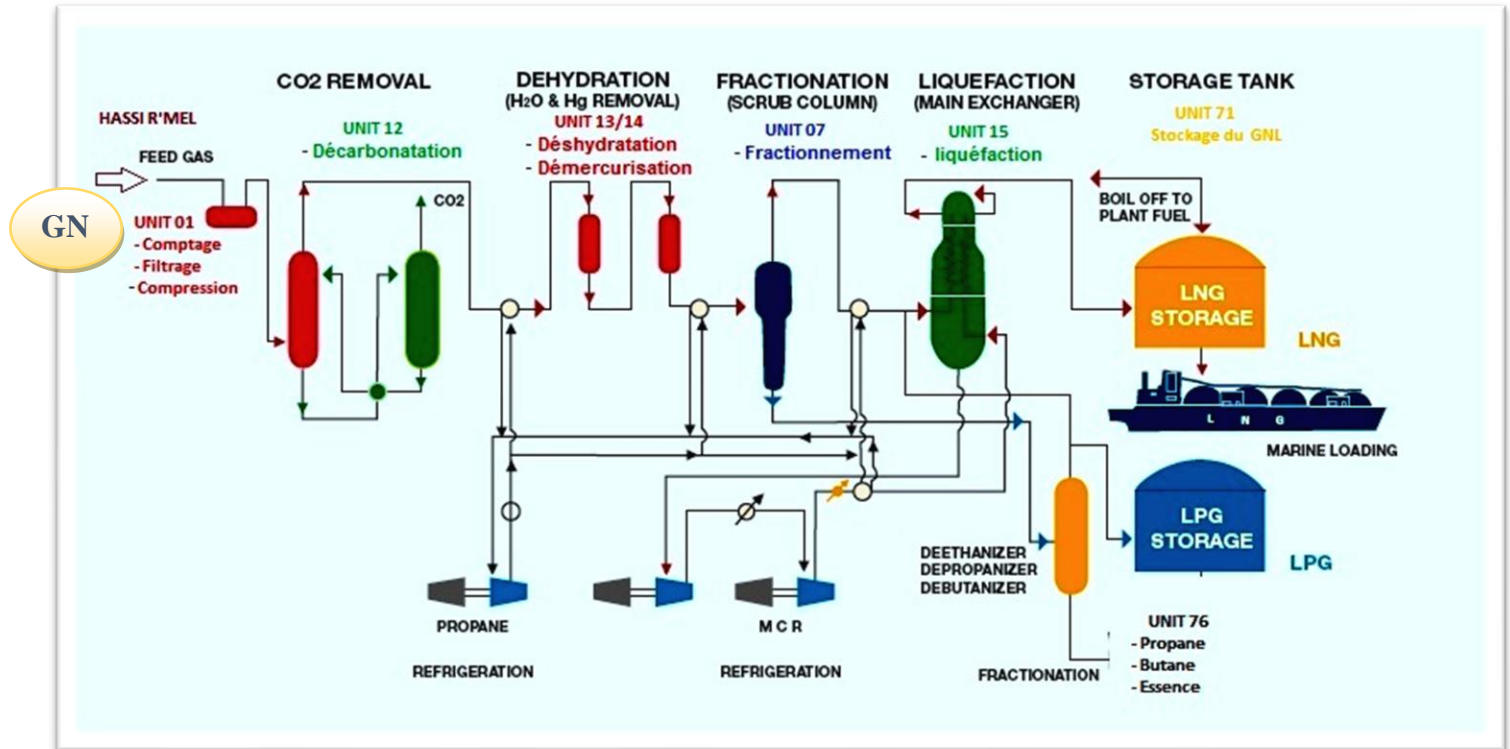 CO2 REMOVAL
DEHYDRATION
(H2O & Hg REMOVAL)
FRACTIONATION
(SCRUB COLUMN)
LIQUEFACTION
(MAIN EXCHANGER)
STORAGE TANK
HASSI R'MEL
FEED GAS
GN
UNIT 01
- Comptage
- Filtrage
- Compression
UNIT 12
- Décarbonatation
CO2
UNIT 13/14
- Déshydratation
- Démercurisation
UNIT 07
- Fractionnement
UNIT 15
- liquéfaction
UNIT 71
Stockage du GNL
BOIL OFF TO
PLANT FUEL
LNG
STORAGE
LNG
L N G
MARINE LOADING
LPG
STORAGE
LPG
DEETHANIZER
DEPROPANIZER
DEBUTANIZER
PROPANE
REFRIGERATION
M C R
REFRIGERATION
FRACTIONATION
UNIT 76
- Propane
- Butane
- Essence